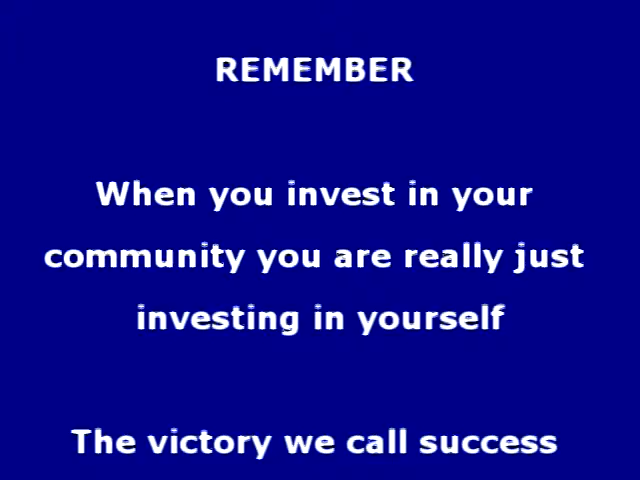 REMEMBER
When you invest in your
community you are really just
investing in yourself
The victory we call success